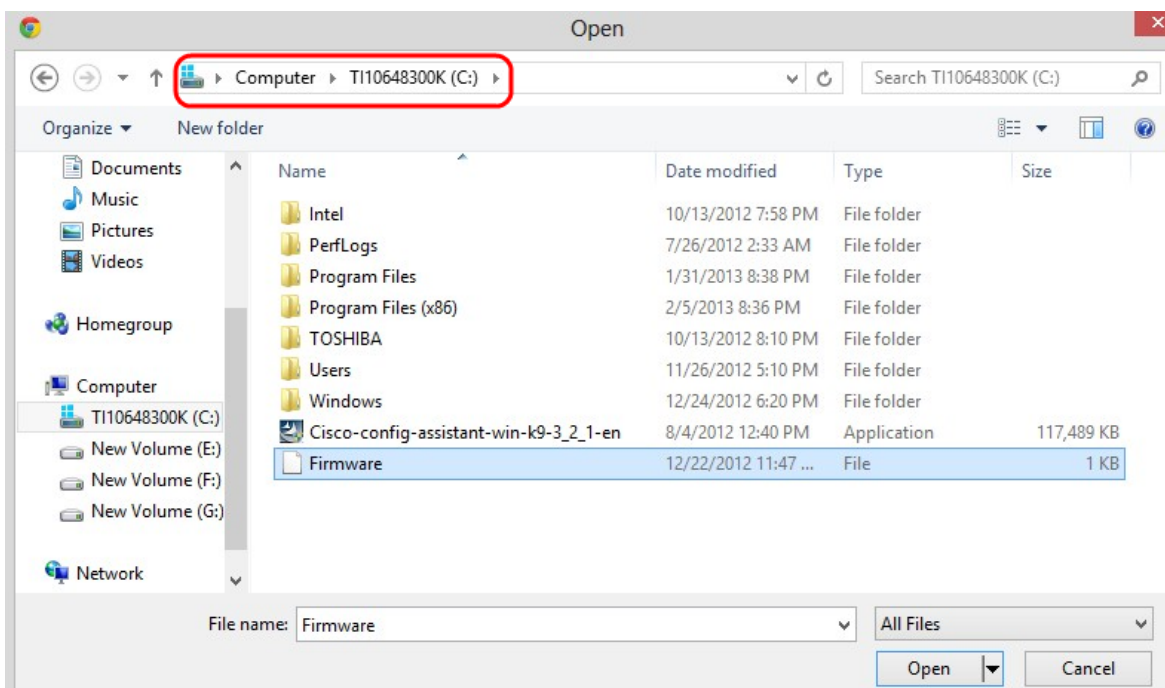 Open
Computer TI10648300K (C:)
Search TI10648300K (C:)
Organize New folder
Documents
Music
Pictures
Videos
Homegroup
Computer
TI10648300K (C:)
New Volume (E:)
New Volume (F:)
New Volume (G:)
Network
Name Date modified Type Size
Intel 10/13/2012 7:58 PM File folder
PerfLogs 7/26/2012 2:33 AM File folder
Program Files 1/31/2013 8:38 PM File folder
Program Files (x86) 2/5/2013 8:36 PM File folder
TOSHIBA 10/13/2012 8:10 PM File folder
Users 11/26/2012 5:10 PM File folder
Windows 12/24/2012 6:20 PM File folder
Cisco-config-assistant-win-k9-3_2_1-en 8/4/2012 12:40 PM Application 117,489 KB
Firmware 12/22/2012 11:47 ... File 1 KB
File name: Firmware All Files
Open Cancel